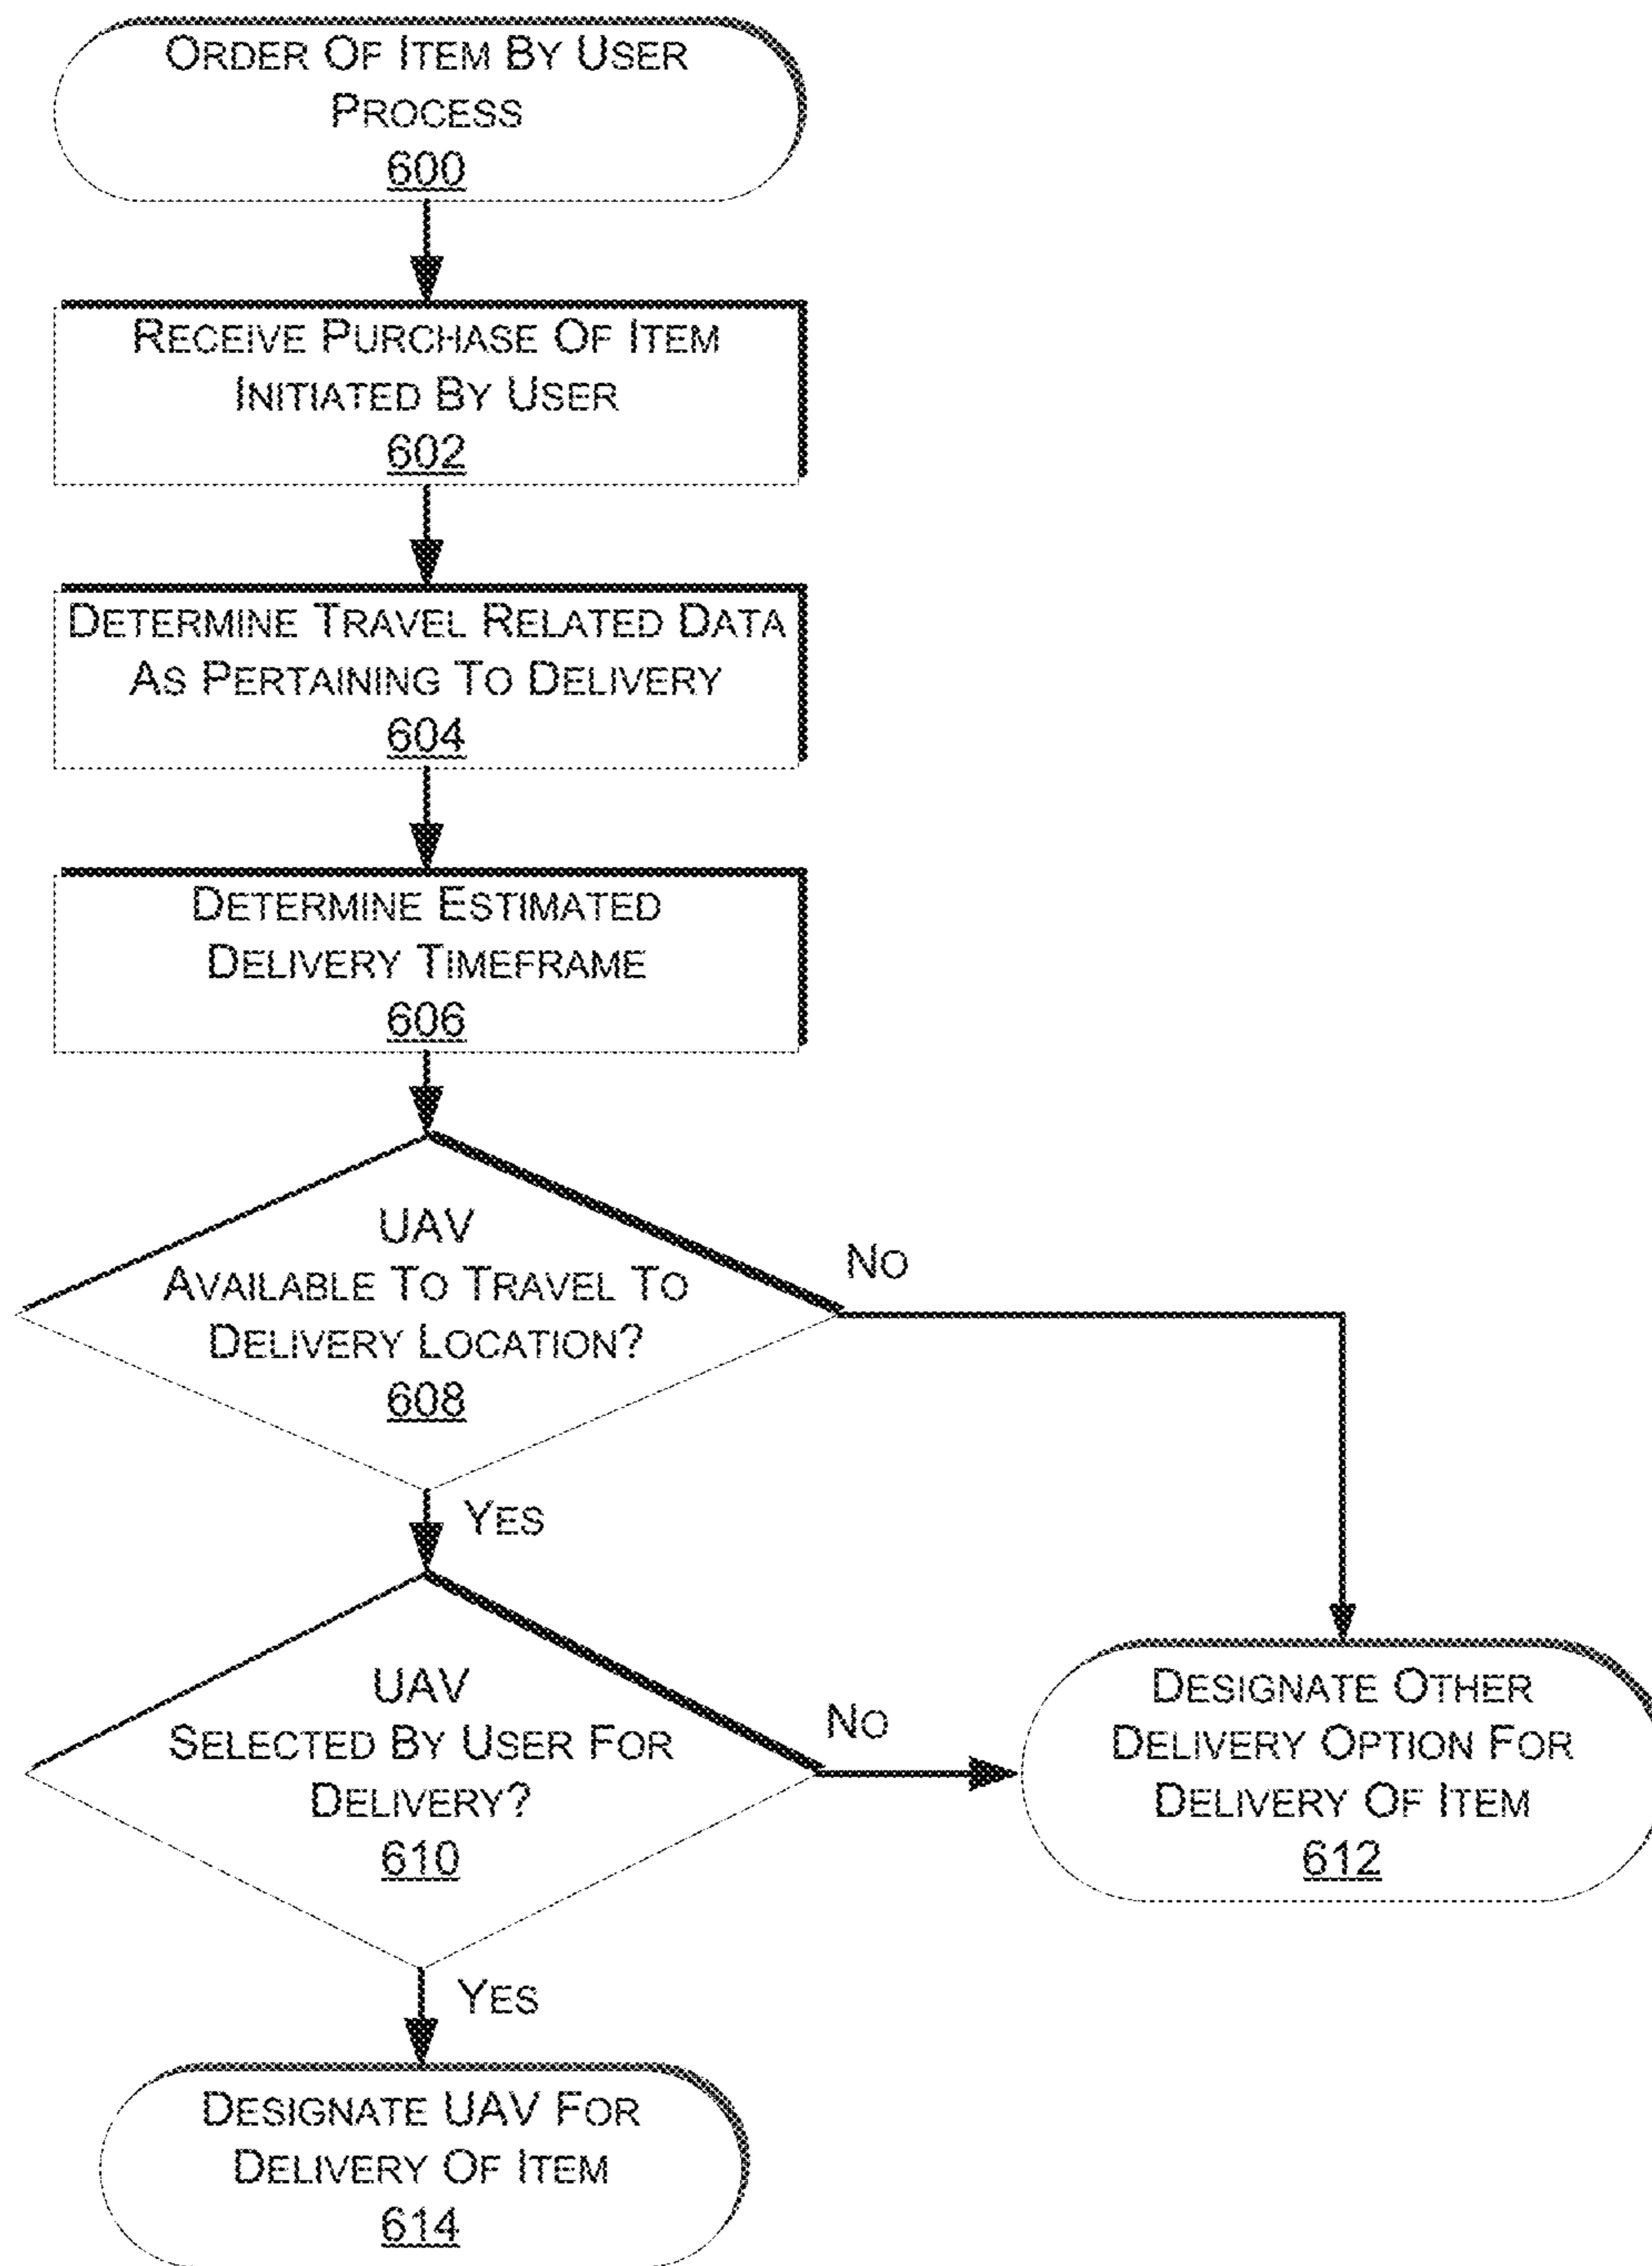 ORDER OF ITEM BY USER
PROCESS
600
RECEIVE PURCHASE OF ITEM
INITIATED BY USER
602
DETERMINE TRAVEL RELATED DATA
AS PERTAINING TO DELIVERY
604
DETERMINE ESTIMATED
DELIVERY TIMEFRAME
606
UAV
AVAILABLE TO TRAVEL TO
DELIVERY LOCATION?
608
NO
YES
UAV
SELECTED BY USER FOR
DELIVERY?
610
NO
DESIGNATE OTHER
DELIVERY OPTION FOR
DELIVERY OF ITEM
612
YES
DESIGNATE UAV FOR
DELIVERY OF ITEM
614